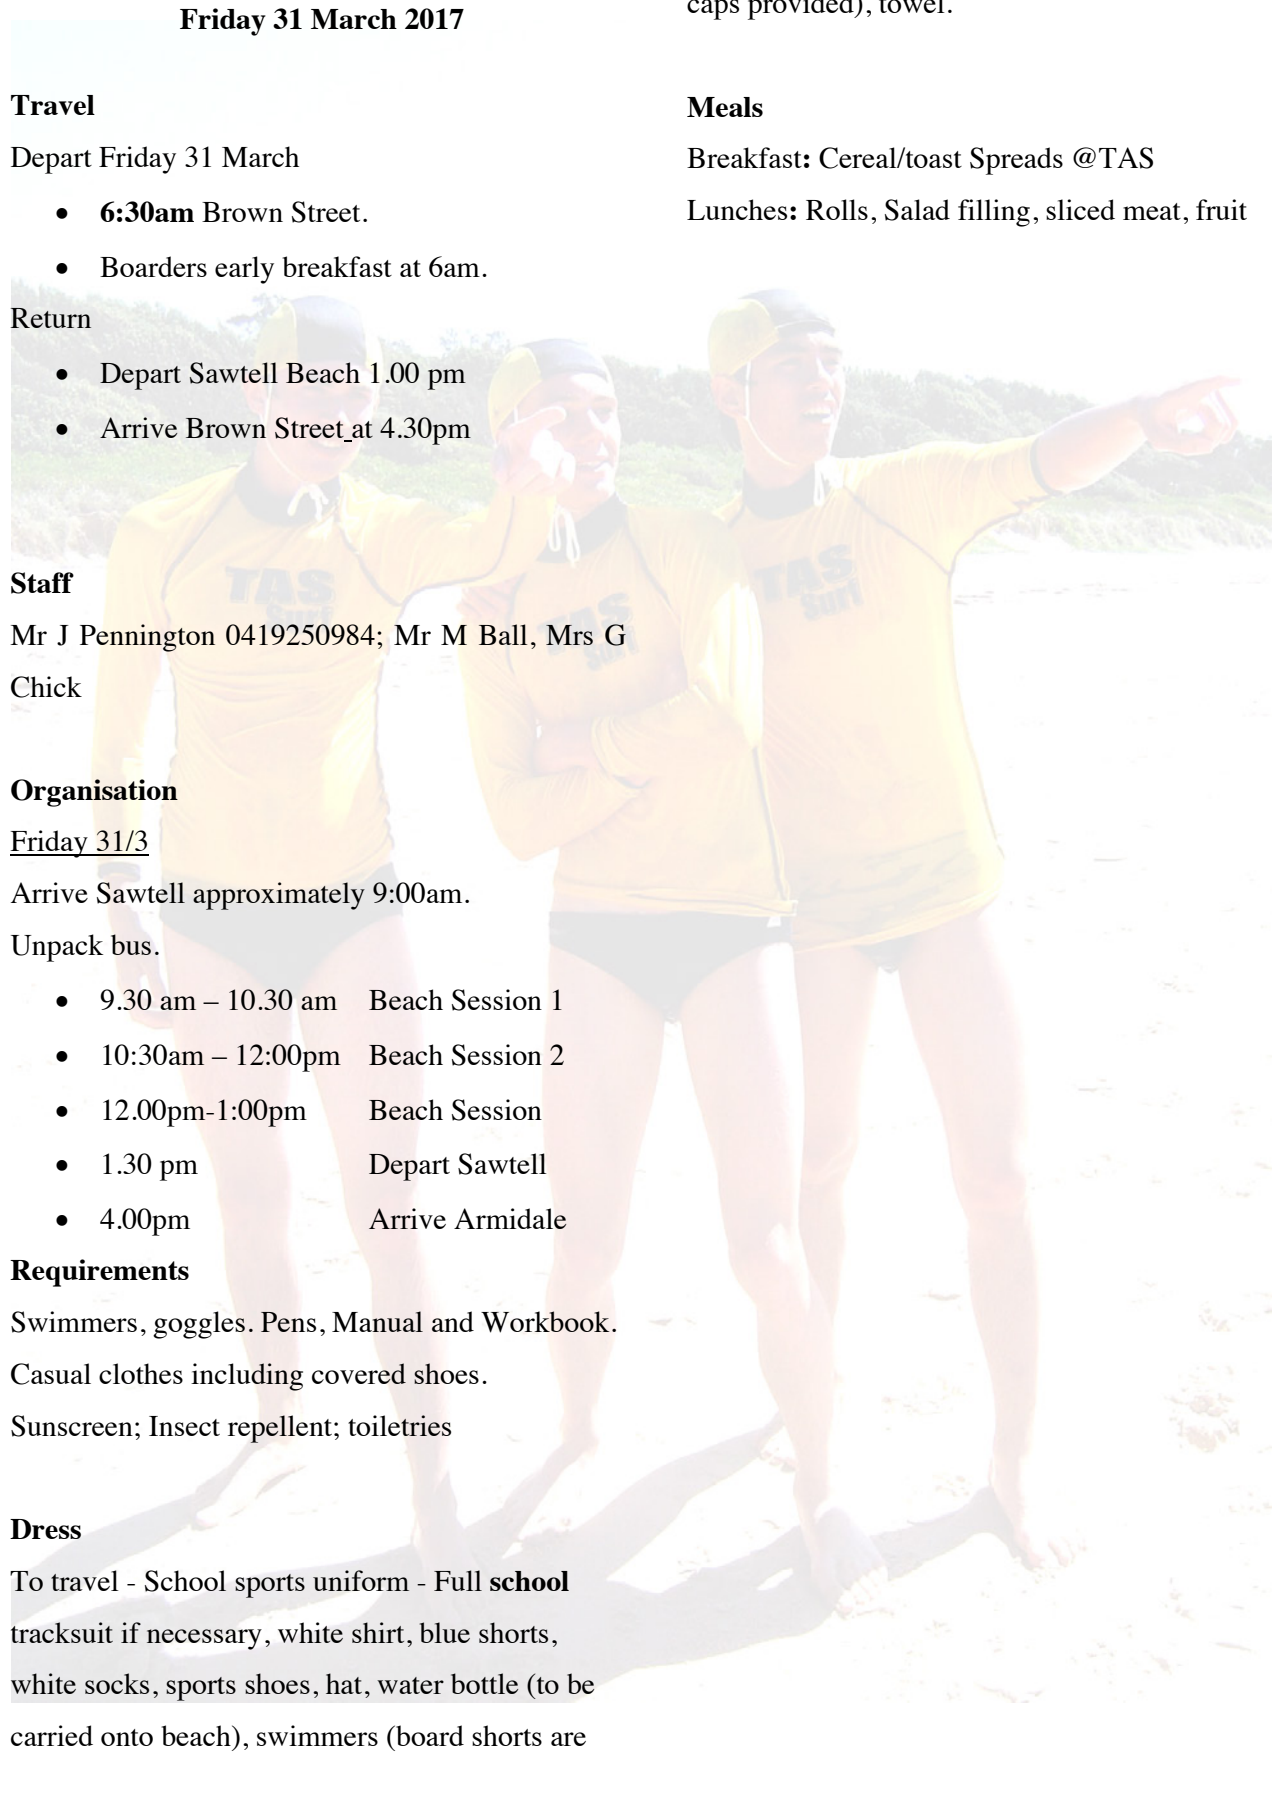 Friday 31 March 2017
Travel
Depart Friday 31 March
• 6:30am Brown Street.
• Boarders early breakfast at 6am.
Return
• Depart Sawtell Beach 1.00 pm
• Arrive Brown Street at 4.30pm
Staff
Mr J Pennington 0419250984; Mr M Ball, Mrs G
Chick
Organisation
Friday 31/3
Arrive Sawtell approximately 9:00am.
Unpack bus.
• 9.30 am – 10.30 am Beach Session 1
• 10:30am – 12:00pm Beach Session 2
• 12.00pm-1:00pm Beach Session
• 1.30 pm Depart Sawtell
• 4.00pm Arrive Armidale
Requirements
Swimmers, goggles. Pens, Manual and Workbook.
Casual clothes including covered shoes.
Sunscreen; Insect repellent; toiletries
Dress
To travel - School sports uniform - Full school
tracksuit if necessary, white shirt, blue shorts,
white socks, sports shoes, hat, water bottle (to be
carried onto beach), swimmers (board shorts are
caps provided), towel.
Meals
Breakfast: Cereal/toast Spreads @TAS
Lunches: Rolls, Salad filling, sliced meat, fruit
TAS
Surf
TAS
Surf
TAS
Surf